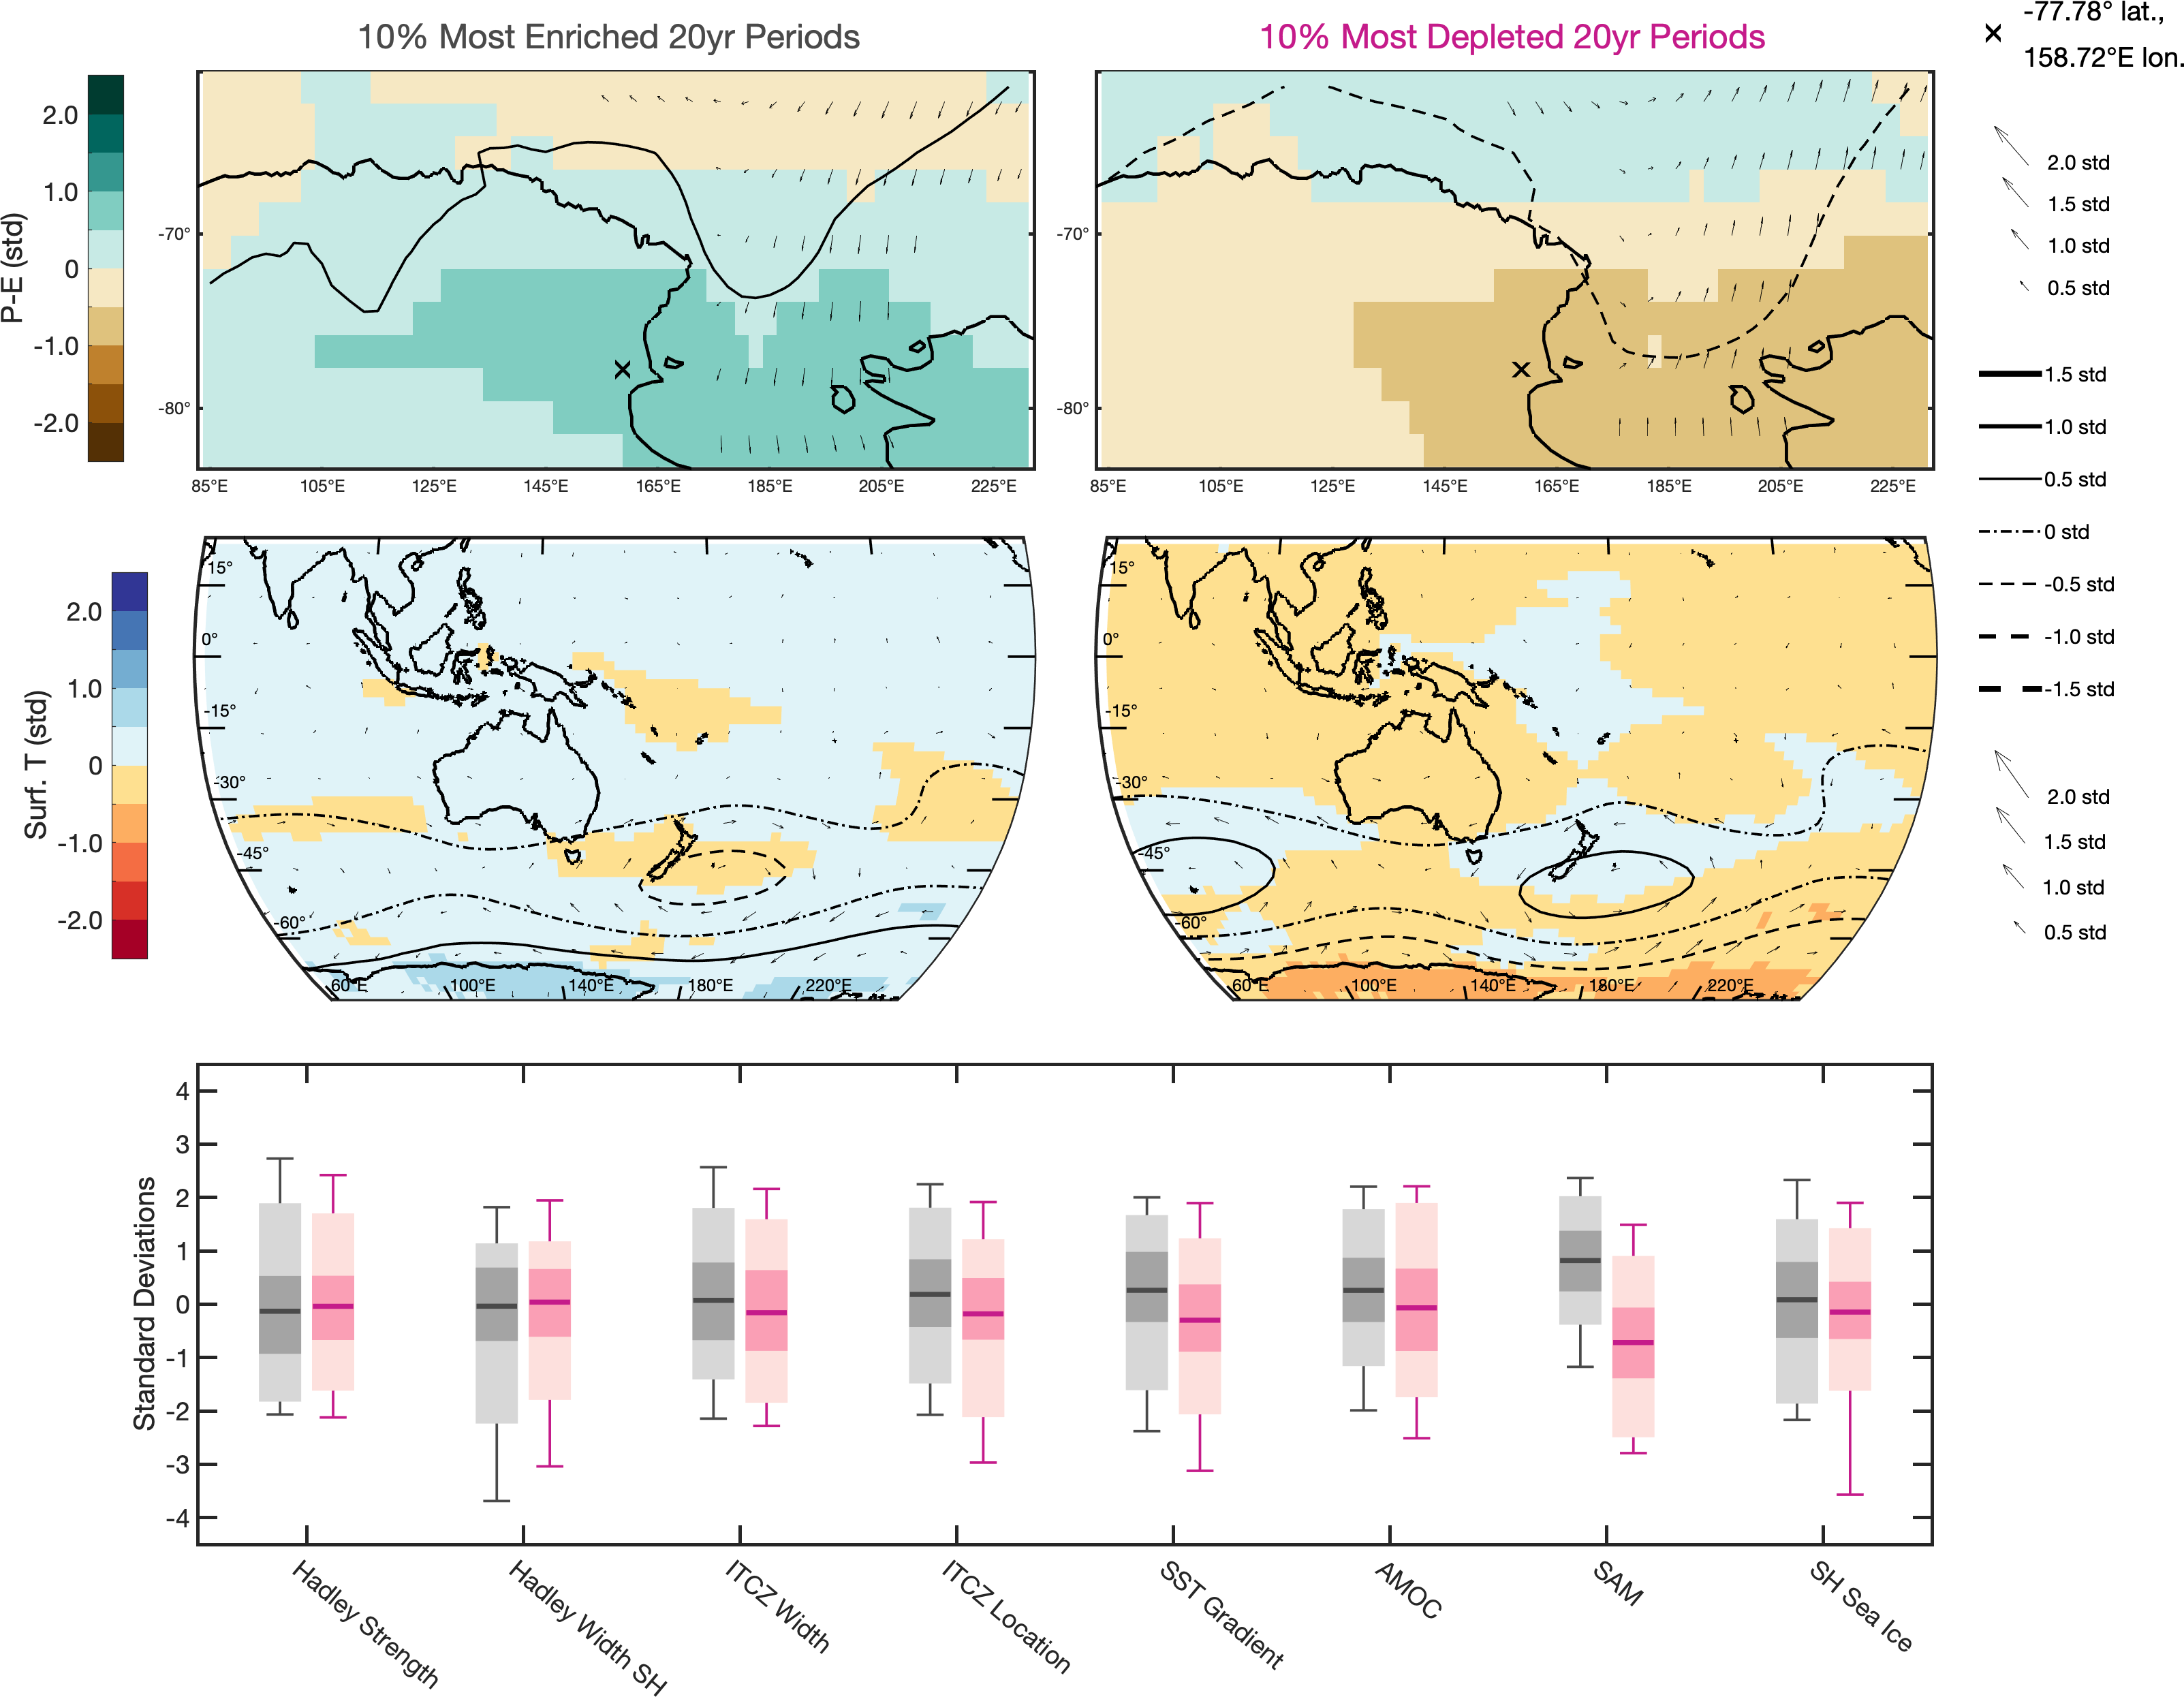 10% Most Enriched 20yr Periods
10% Most Depleted 20yr Periods
-77.78° lat.,
158.72°E lon.
P-E (std)
2.0
1.0
0
-1.0
-2.0
-70°
-80°
85°E 105°E 125°E 145°E 165°E 185°E 205°E 225°E
-70°
-80°
85°E 105°E 125°E 145°E 165°E 185°E 205°E 225°E
2.0 std
1.5 std
1.0 std
0.5 std
1.5 std
1.0 std
0.5 std
0 std
-0.5 std
-1.0 std
-1.5 std
2.0 std
1.5 std
1.0 std
0.5 std
Surf. T (std)
2.0
1.0
0
-1.0
-2.0
15°
0°
-15°
-30°
-45°
-60°
60°E 100°E 140°E 180°E 220°E
15°
0°
-15°
-30°
-45°
-60°
60°E 100°E 140°E 180°E 220°E
Standard Deviations
4
3
2
1
0
-1
-2
-3
-4
Hadley Strength
Hadley Width SH
ITCZ Width
ITCZ Location
SST Gradient
AMOC
SAM
SH Sea Ice